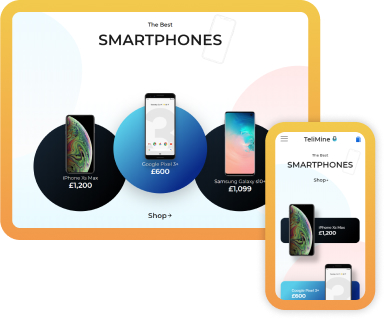 The Best
SMARTPHONES
iPhone Xs Max
£1,200
Google Pixel 3+
£600
Samsung Galaxy s10+
£1,099
Shop→
TeliMine
The Best
SMARTPHONES
Shop→
iPhone Xs Max
£1,200
Google Pixel 3+
£600